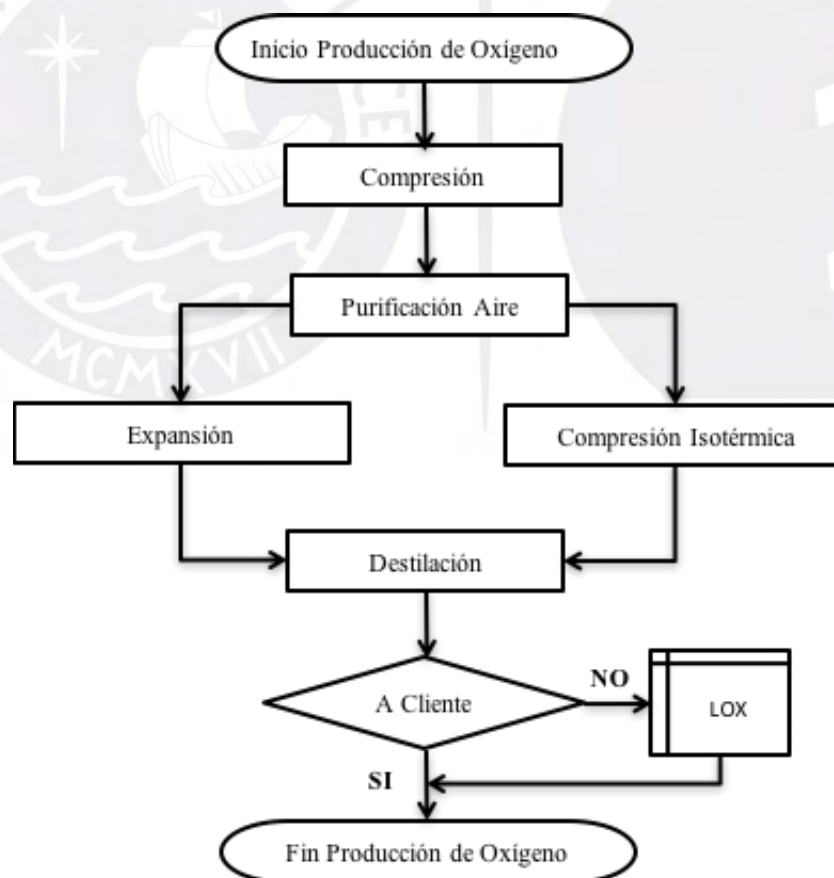 Inicio Producción de Oxígeno
Compresión
Purificación Aire
Expansión
Compresión Isotérmica
Destilación
A Cliente
NO
LOX
SI
Fin Producción de Oxígeno
MCMXVII